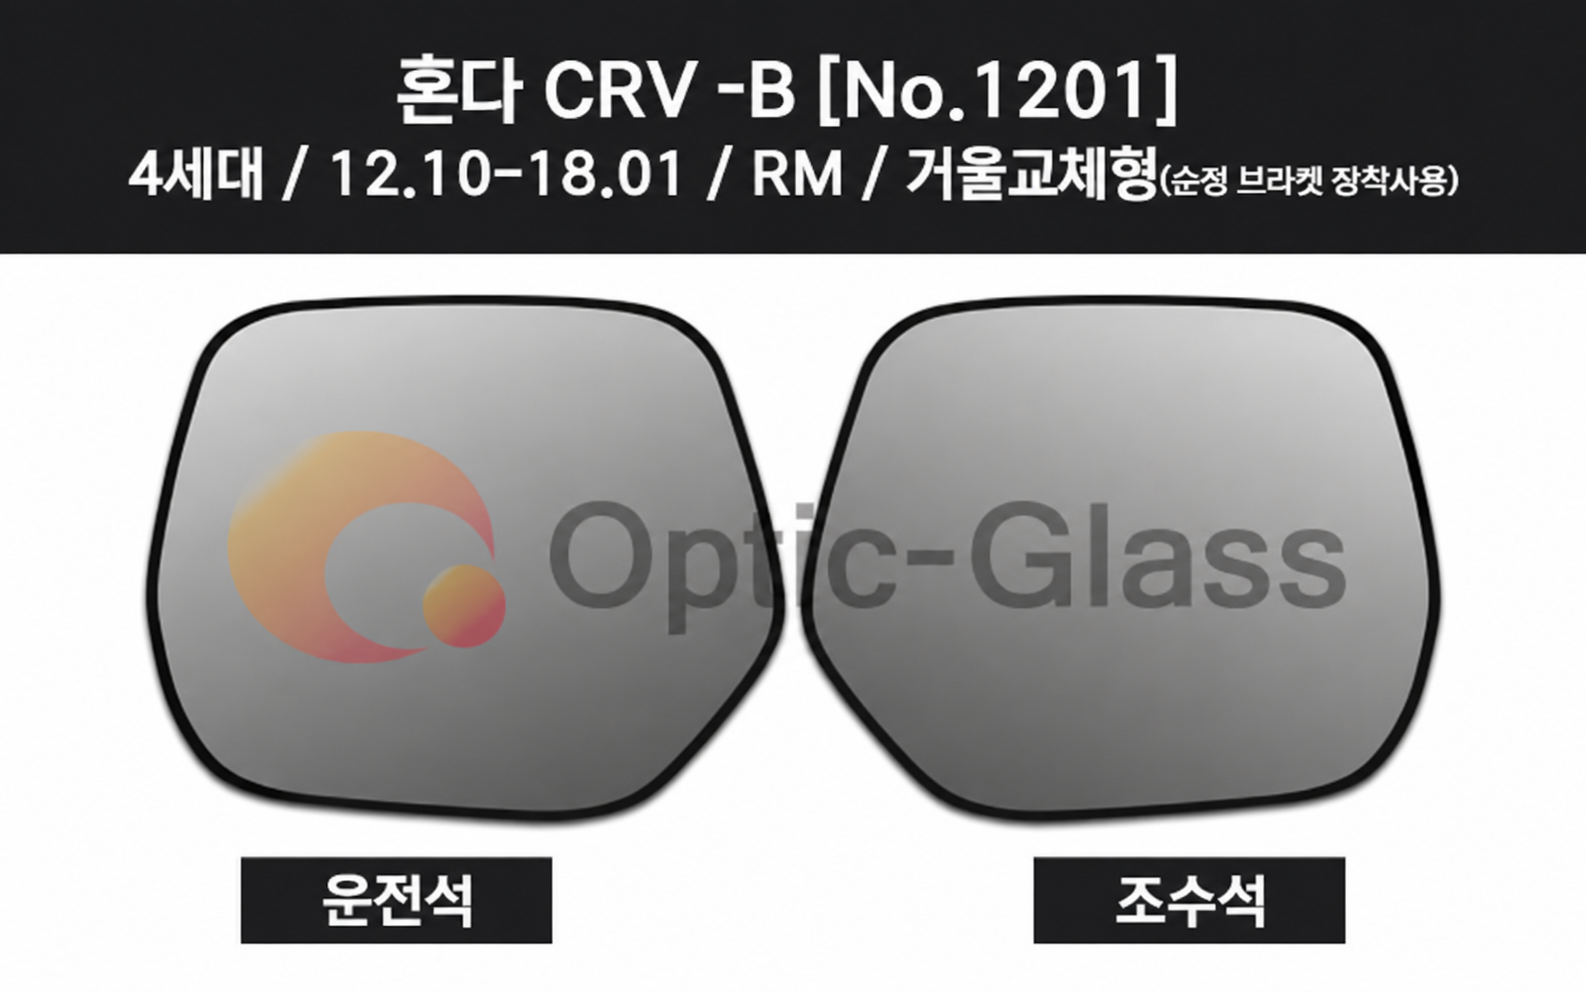 혼다 CRV -B [No.1201]
4세대 / 12.10-18.01 / RM / 거울교체형(순정 브라켓 장착사용)
Optic-Glass
운전석
조수석